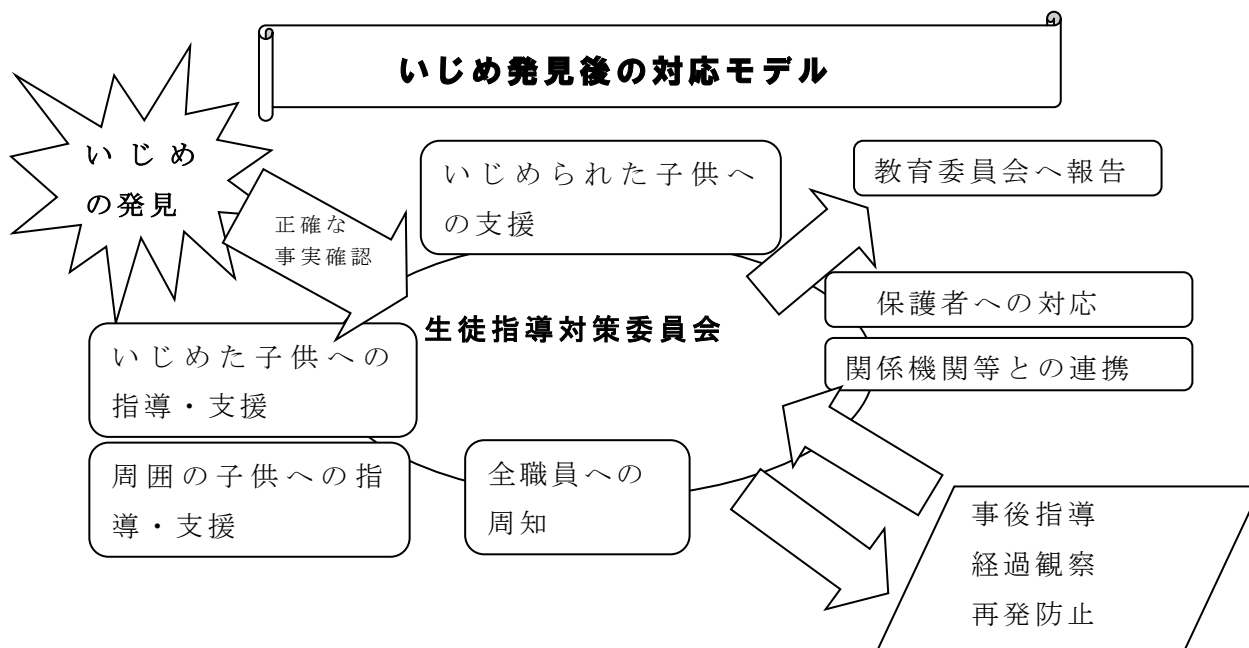 いじめ発見後の対応モデル
いじめ
の発見
正確な
事実確認
いじめられた子供へ
の支援
教育委員会へ報告
保護者への対応
生徒指導対策委員会
関係機関等との連携
いじめた子供への
指導・支援
周囲の子供への指
導・支援
全職員への
周知
事後指導
経過観察
再発防止